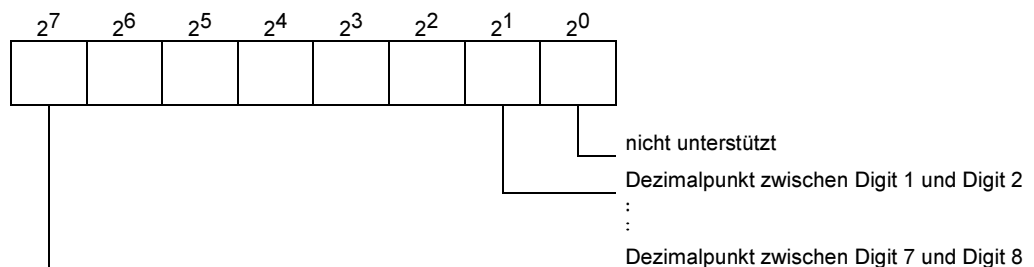 2⁷ 2⁶ 2⁵ 2⁴ 2³ 2² 2¹ 2⁰
nicht unterstützt
Dezimalpunkt zwischen Digit 1 und Digit 2
:
:
Dezimalpunkt zwischen Digit 7 und Digit 8